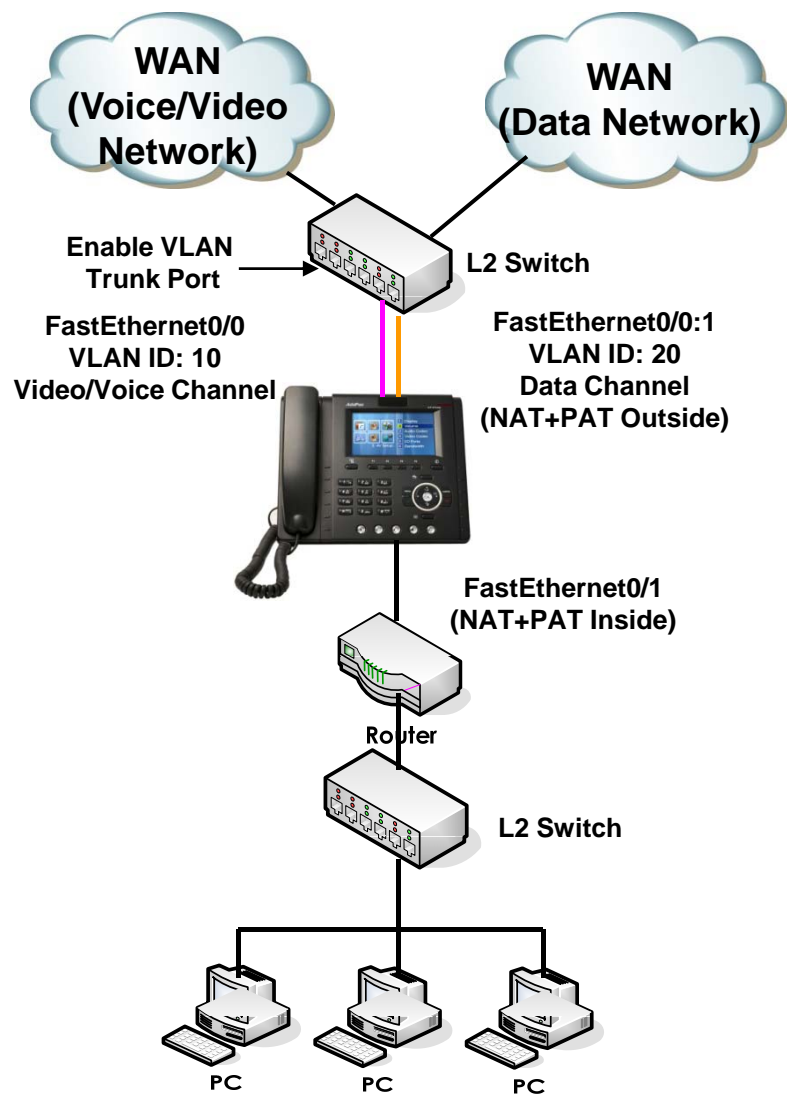 WAN
(Voice/Video
Network)
WAN
(Data Network)
Enable VLAN
Trunk Port
L2 Switch
FastEthernet0/0
VLAN ID: 10
Video/Voice Channel
FastEthernet0/0:1
VLAN ID: 20
Data Channel
(NAT+PAT Outside)
FastEthernet0/1
(NAT+PAT Inside)
Router
L2 Switch
PC
PC
PC